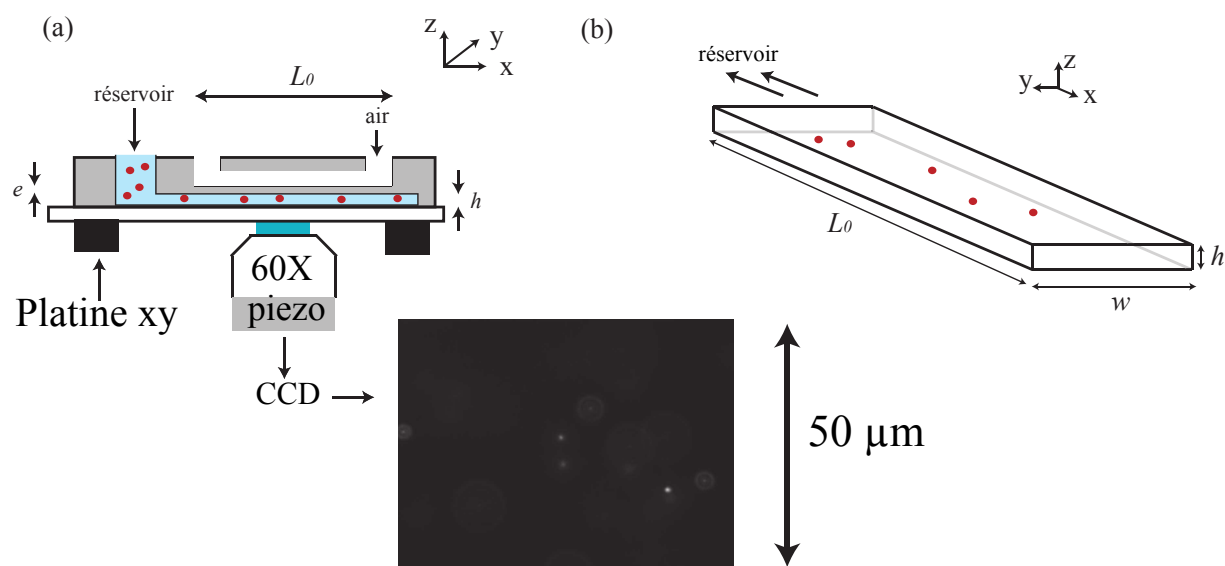 (a)
z
y
x
L0
réservoir
air
e
h
60X
piezo
Platine xy
CCD
50 µm
(b)
réservoir
z
y
x
L0
h
w